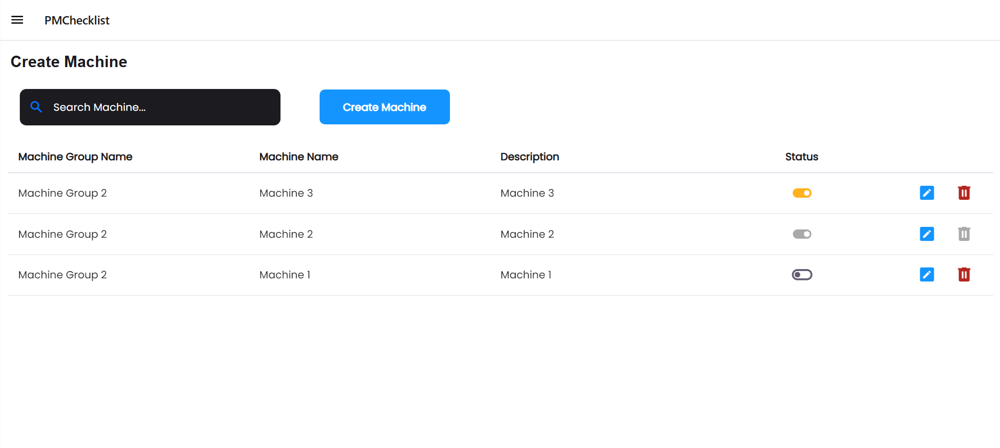 PMChecklist
Create Machine
Search Machine...
Create Machine
Machine Group Name Machine Name Description Status
Machine Group 2 Machine 3 Machine 3
Machine Group 2 Machine 2 Machine 2
Machine Group 2 Machine 1 Machine 1